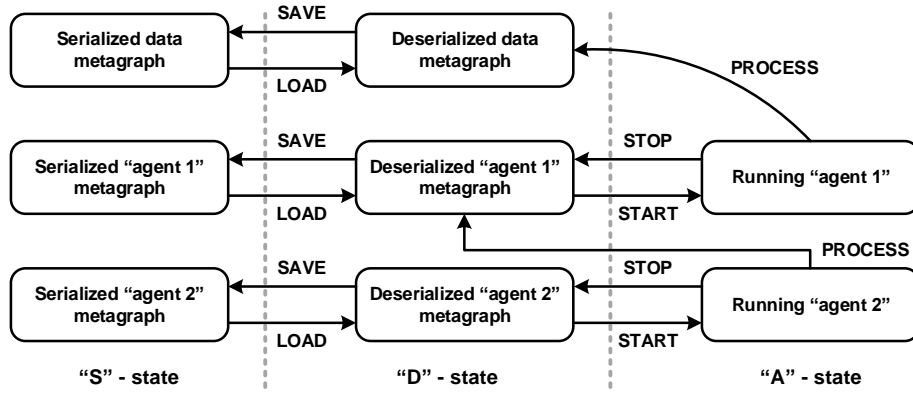 SAVE
Serialized data
metagraph
Deserialized data
metagraph
LOAD
PROCESS
SAVE
STOP
Serialized “agent 1”
metagraph
Deserialized “agent 1”
metagraph
Running “agent 1”
LOAD
START
PROCESS
SAVE
STOP
Serialized “agent 2”
metagraph
Deserialized “agent 2”
metagraph
Running “agent 2”
LOAD
START
“S” - state
“D” - state
“A” - state